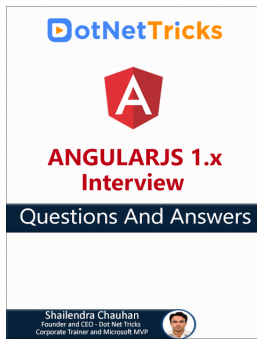 DotNetTricks
A
ANGULARJS 1.x
Interview
Questions And Answers
Shailendra Chauhan
Founder and CEO - Dot Net Tricks
Corporate Trainer and Microsoft MVP